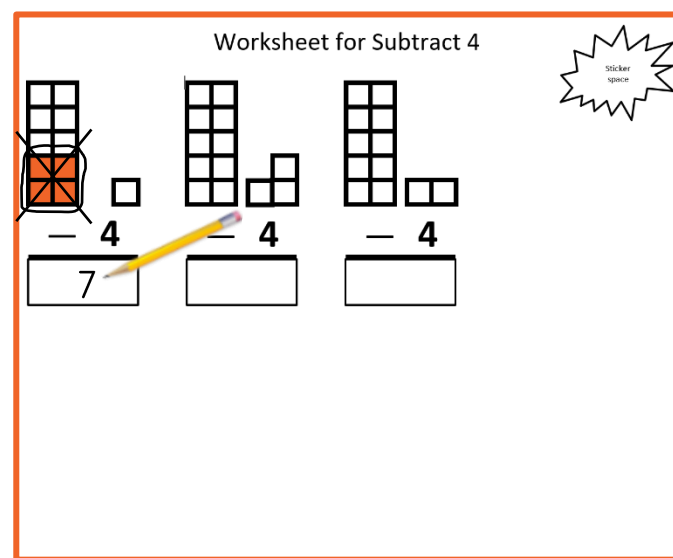 Worksheet for Subtract 4
Sticker
space
— 4
— 4
— 4
7